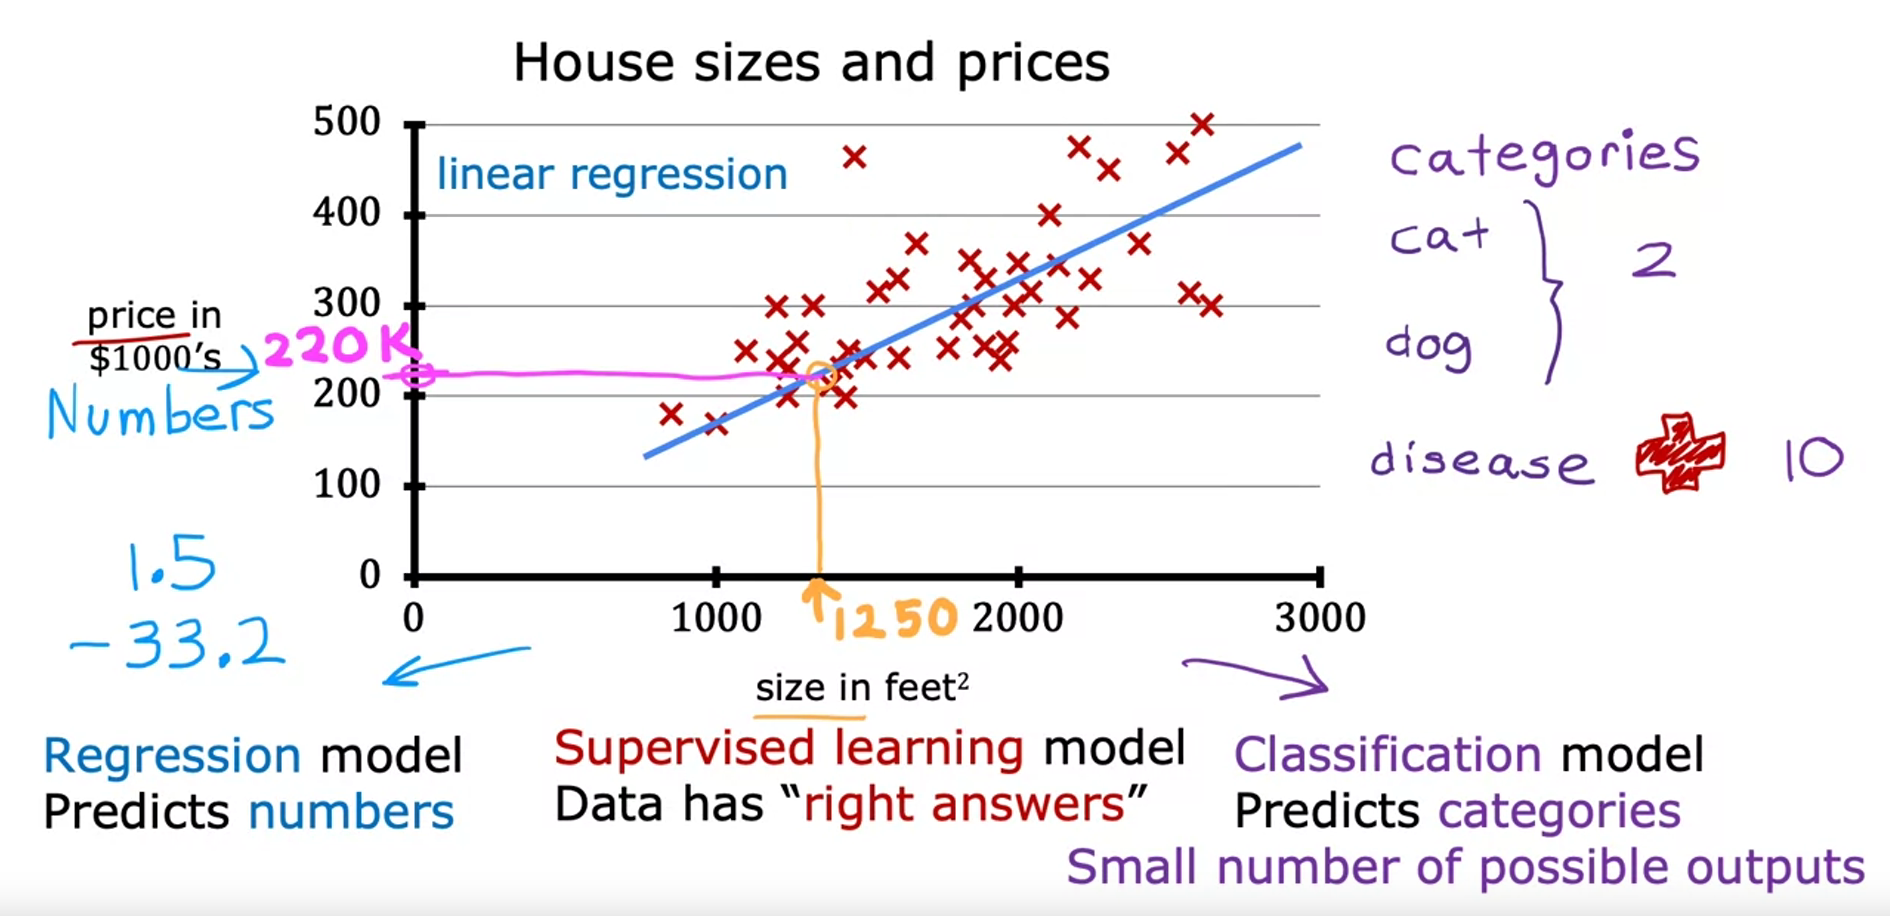 House sizes and prices
500
linear regression
400
300
price in
$1000’s
220K
Numbers
200
100
0
0
1000
1250
2000
3000
size in feet²
categories
cat
dog
2
disease
10
1.5
-33.2
Regression model
Predicts numbers
Supervised learning model
Data has “right answers”
Classification model
Predicts categories
Small number of possible outputs